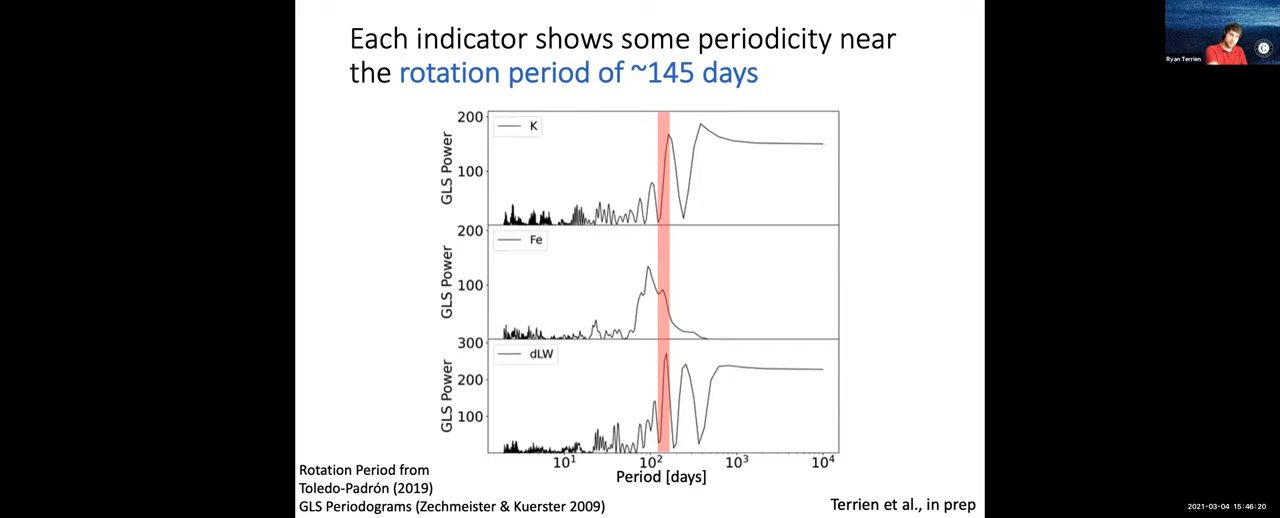 Each indicator shows some periodicity near
the rotation period of ~145 days
Ryan Terrien
C
200
100
GLS Power
K
200
100
GLS Power
Fe
300
200
100
GLS Power
dLW
10¹ 10² 10³ 10⁴
Period [days]
Rotation Period from
Toledo-Padrón (2019)
GLS Periodograms (Zechmeister & Kuerster 2009)
Terrien et al., in prep
2021-03-04 15:46:20